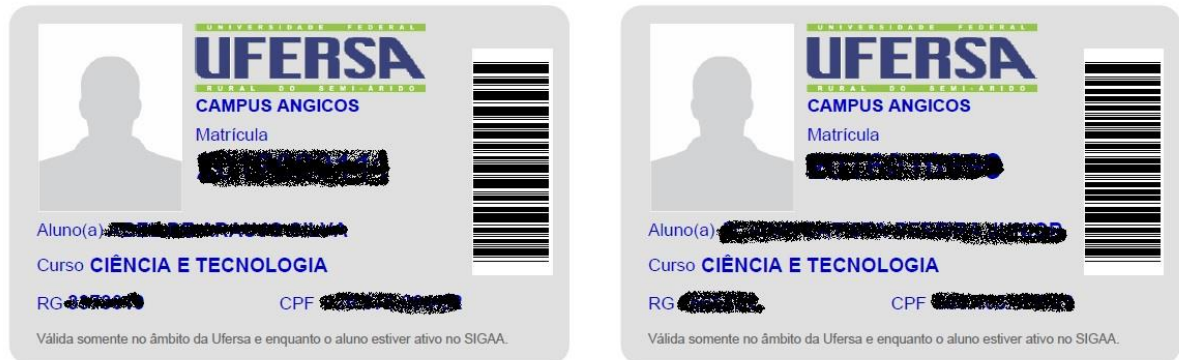 UNIVERSIDADE FEDERAL
UFERSA
RURAL DO SEMI-ÁRIDO
CAMPUS ANGICOS
Matrícula
Aluno(a)
Curso CIÊNCIA E TECNOLOGIA
RG CPF
Válida somente no âmbito da Ufersa e enquanto o aluno estiver ativo no SIGAA.
UNIVERSIDADE FEDERAL
UFERSA
RURAL DO SEMI-ÁRIDO
CAMPUS ANGICOS
Matrícula
Aluno(a)
Curso CIÊNCIA E TECNOLOGIA
RG CPF
Válida somente no âmbito da Ufersa e enquanto o aluno estiver ativo no SIGAA.